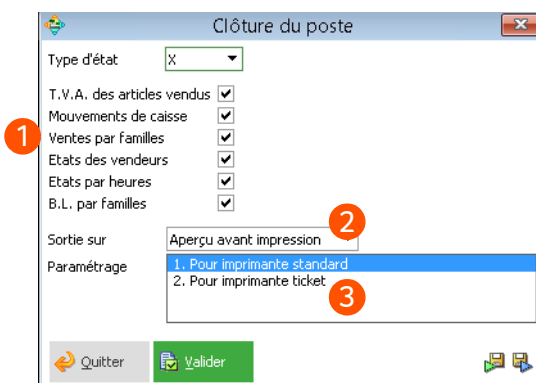 Clôture du poste
Type d'état X
T.V.A. des articles vendus
Mouvements de caisse
1 Ventes par familles
Etats des vendeurs
Etats par heures
B.L. par familles
2
Sortie sur Aperçu avant impression
Paramétrage 1. Pour imprimante standard
2. Pour imprimante ticket
3
Quitter Valider